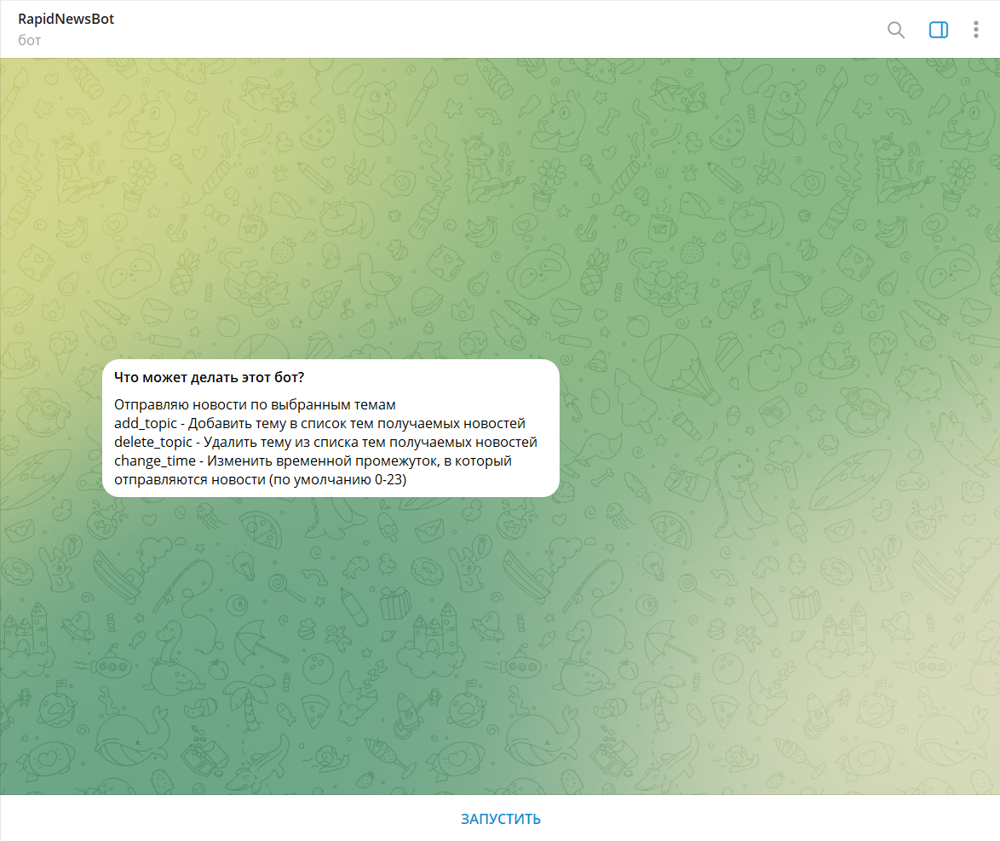 RapidNewsBot
бот
Что может делать этот бот?
Отправляю новости по выбранным темам
add_topic - Добавить тему в список тем получаемых новостей
delete_topic - Удалить тему из списка тем получаемых новостей
change_time - Изменить временной промежуток, в который
отправляются новости (по умолчанию 0-23)
ЗАПУСТИТЬ